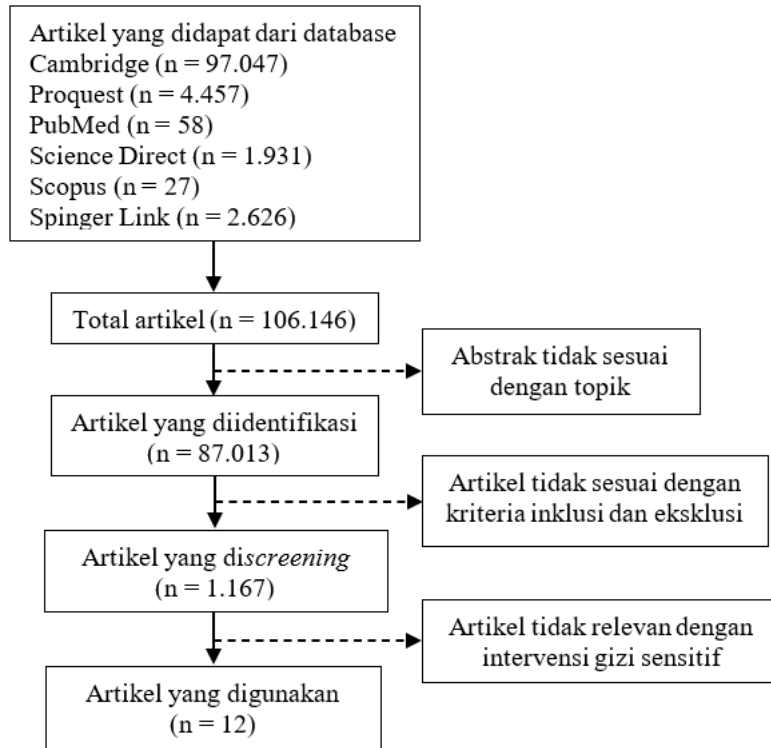 Artikel yang didapat dari database
Cambridge (n = 97.047)
Proquest (n = 4.457)
PubMed (n = 58)
Science Direct (n = 1.931)
Scopus (n = 27)
Spinger Link (n = 2.626)
Total artikel (n = 106.146)
Abstrak tidak sesuai
dengan topik
Artikel yang diidentifikasi
(n = 87.013)
Artikel tidak sesuai dengan
kriteria inklusi dan eksklusi
Artikel yang discreening
(n = 1.167)
Artikel tidak relevan dengan
intervensi gizi sensitif
Artikel yang digunakan
(n = 12)